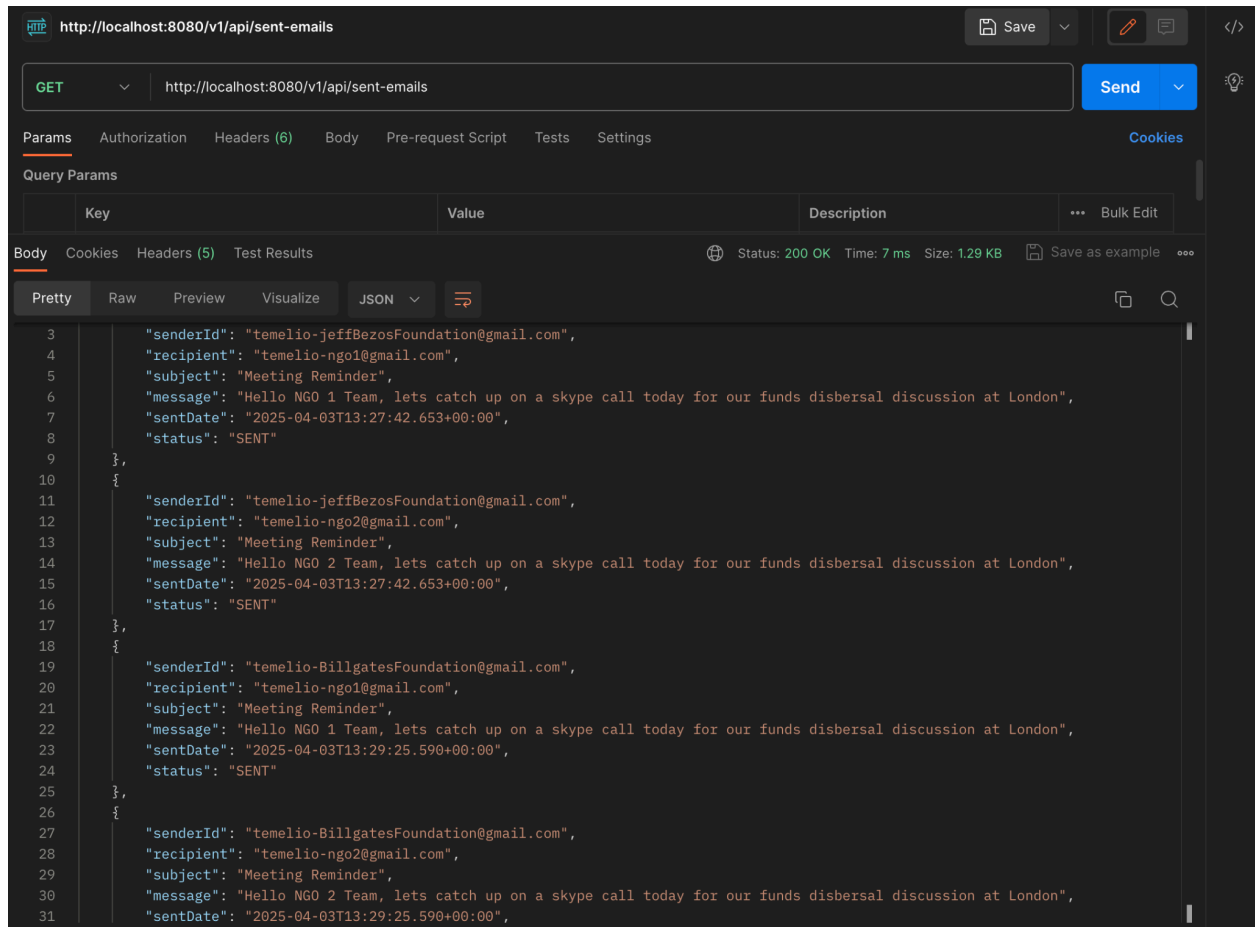 HTTP http://localhost:8080/v1/api/sent-emails Save </>
GET http://localhost:8080/v1/api/sent-emails Send
Params Authorization Headers (6) Body Pre-request Script Tests Settings Cookies
Query Params
Key Value Description ••• Bulk Edit
Body Cookies Headers (5) Test Results Status: 200 OK Time: 7 ms Size: 1.29 KB Save as example
Pretty Raw Preview Visualize JSON
3 "senderId": "temelio-jeffBezosFoundation@gmail.com",
4 "recipient": "temelio-ngo1@gmail.com",
5 "subject": "Meeting Reminder",
6 "message": "Hello NGO 1 Team, lets catch up on a skype call today for our funds disbersal discussion at London",
7 "sentDate": "2025-04-03T13:27:42.653+00:00",
8 "status": "SENT"
9 },
10 {
11 "senderId": "temelio-jeffBezosFoundation@gmail.com",
12 "recipient": "temelio-ngo2@gmail.com",
13 "subject": "Meeting Reminder",
14 "message": "Hello NGO 2 Team, lets catch up on a skype call today for our funds disbersal discussion at London",
15 "sentDate": "2025-04-03T13:27:42.653+00:00",
16 "status": "SENT"
17 },
18 {
19 "senderId": "temelio-BillgatesFoundation@gmail.com",
20 "recipient": "temelio-ngo1@gmail.com",
21 "subject": "Meeting Reminder",
22 "message": "Hello NGO 1 Team, lets catch up on a skype call today for our funds disbersal discussion at London",
23 "sentDate": "2025-04-03T13:29:25.590+00:00",
24 "status": "SENT"
25 },
26 {
27 "senderId": "temelio-BillgatesFoundation@gmail.com",
28 "recipient": "temelio-ngo2@gmail.com",
29 "subject": "Meeting Reminder",
30 "message": "Hello NGO 2 Team, lets catch up on a skype call today for our funds disbersal discussion at London",
31 "sentDate": "2025-04-03T13:29:25.590+00:00",